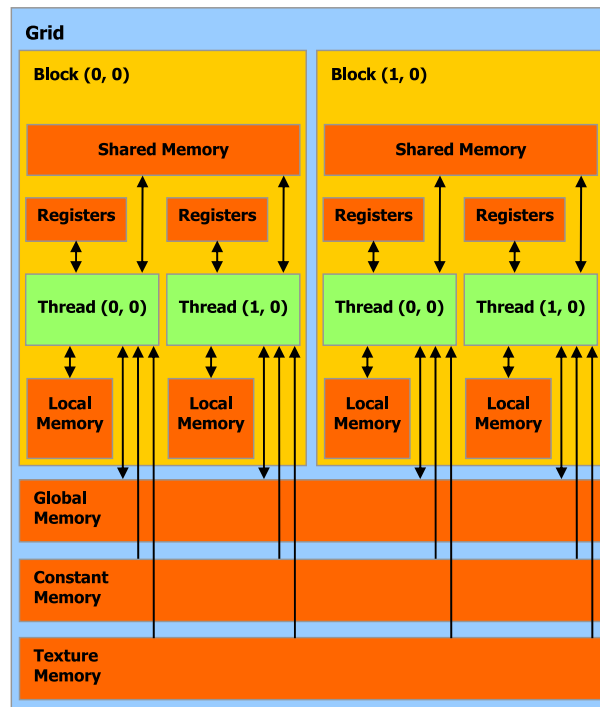 Grid
Block (0, 0)
Block (1, 0)
Shared Memory
Shared Memory
Registers
Registers
Registers
Registers
Thread (0, 0)
Thread (1, 0)
Thread (0, 0)
Thread (1, 0)
Local
Memory
Local
Memory
Local
Memory
Local
Memory
Global
Memory
Constant
Memory
Texture
Memory